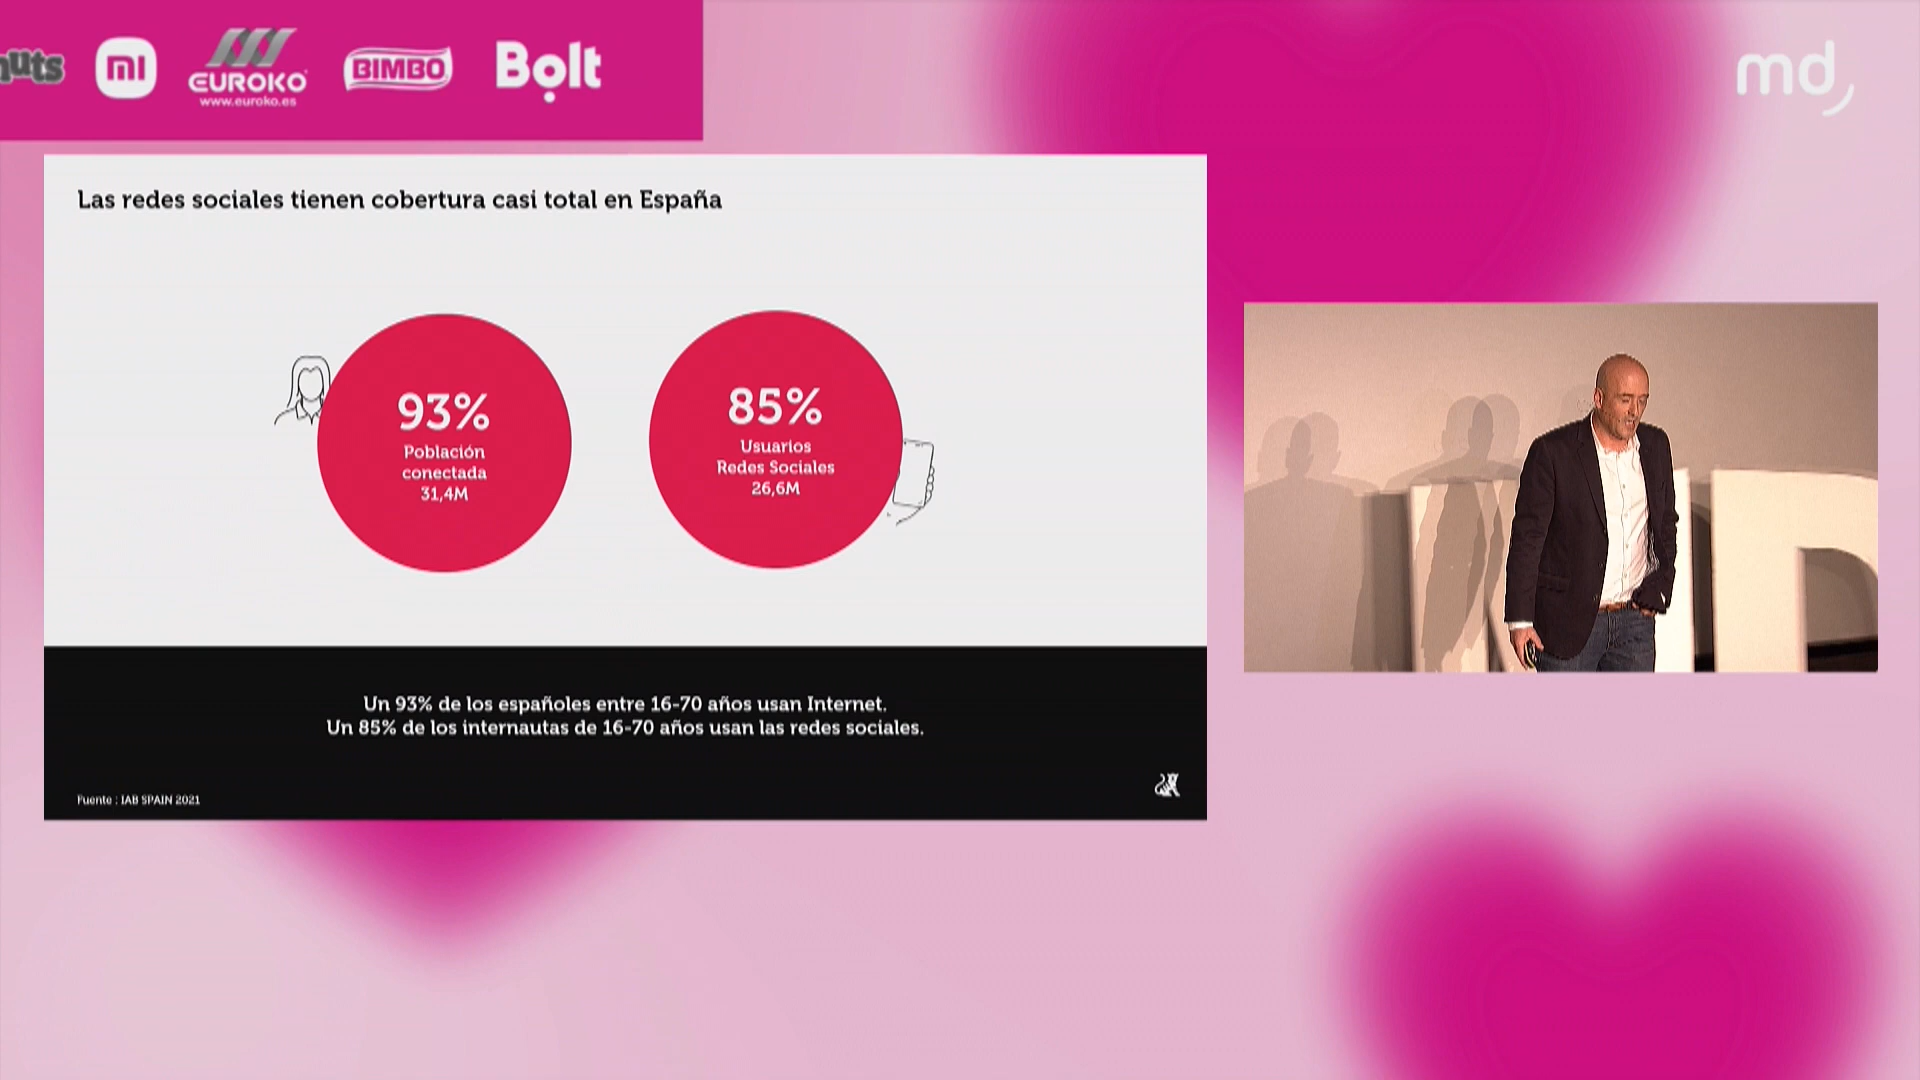 mi
EUROKO
www.euroko.es
BIMBO
Bolt
md
Las redes sociales tienen cobertura casi total en España
93%
Población
conectada
31,4M
85%
Usuarios
Redes Sociales
26,6M
Un 93% de los españoles entre 16-70 años usan Internet.
Un 85% de los internautas de 16-70 años usan las redes sociales.
Fuente : IAB SPAIN 2021